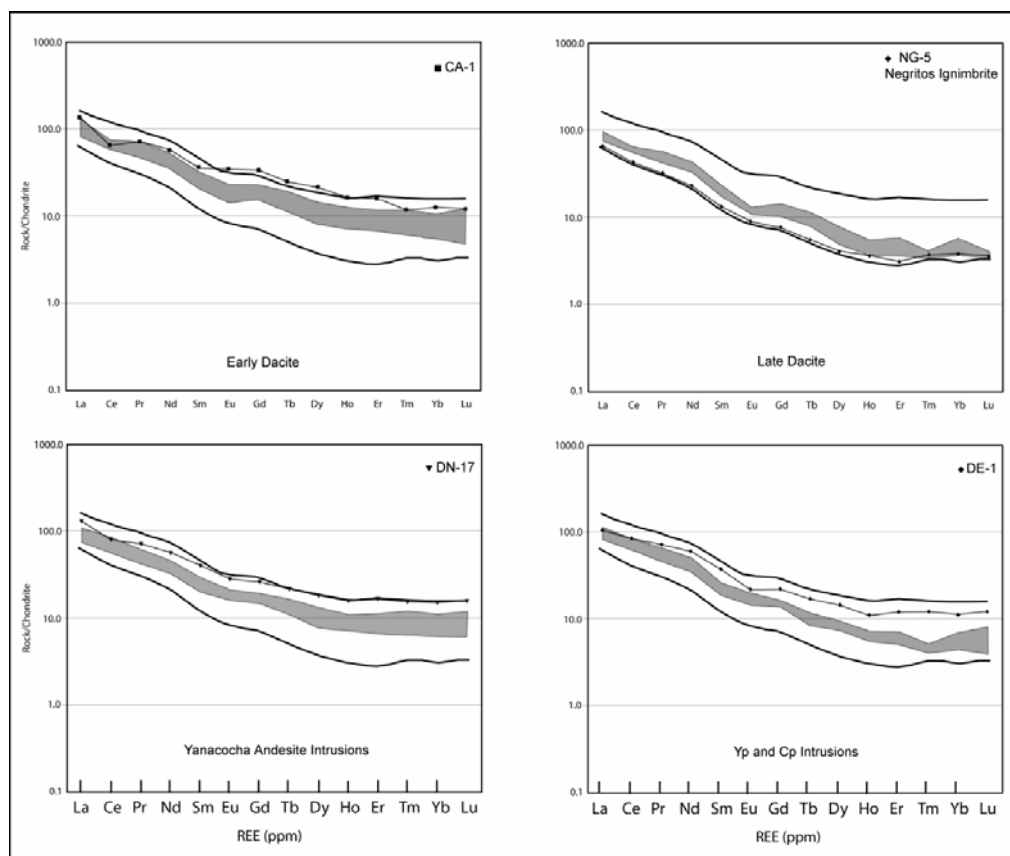 1000.0
100.0
10.0
1.0
0.1
Rock/Chondrite
CA-1
Early Dacite
La Ce Pr Nd Sm Eu Gd Tb Dy Ho Er Tm Yb Lu
1000.0
100.0
10.0
1.0
0.1
NG-5
Negritos Ignimbrite
Late Dacite
La Ce Pr Nd Sm Eu Gd Tb Dy Ho Er Tm Yb Lu
1000.0
100.0
10.0
1.0
0.1
Rock/Chondrite
DN-17
Yanacocha Andesite Intrusions
La Ce Pr Nd Sm Eu Gd Tb Dy Ho Er Tm Yb Lu
REE (ppm)
1000.0
100.0
10.0
1.0
0.1
DE-1
Yp and Cp Intrusions
La Ce Pr Nd Sm Eu Gd Tb Dy Ho Er Tm Yb Lu
REE (ppm)